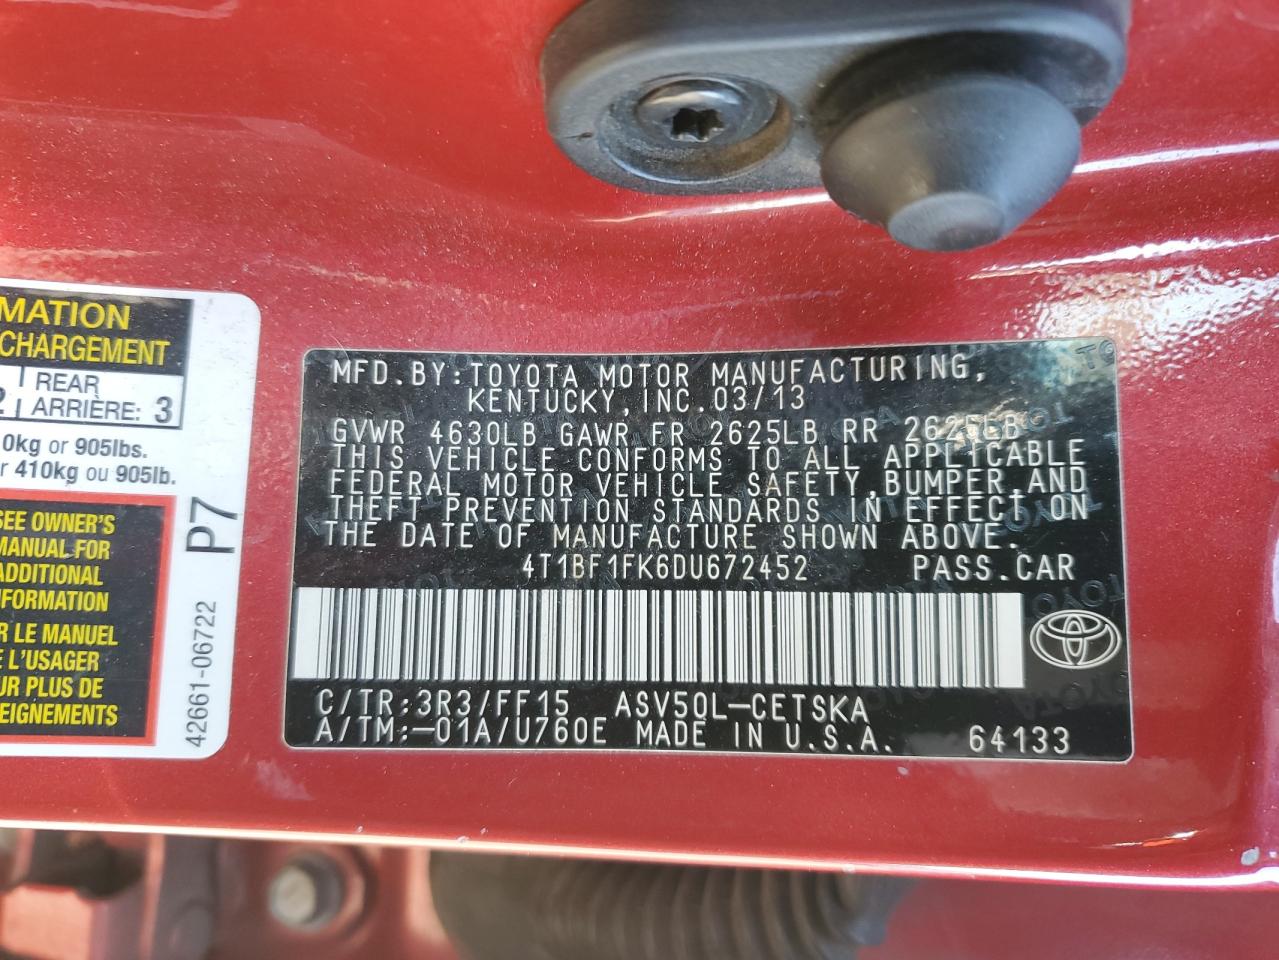 MATION
CHARGEMENT
2 REAR
ARRIÈRE: 3
0kg or 905lbs.
r 410kg ou 905lb.
SEE OWNER'S
MANUAL FOR
ADDITIONAL
FORMATION
R LE MANUEL
E L'USAGER
UR PLUS DE
EIGNEMENTS
P7
42661-06722
MFD.BY:TOYOTA MOTOR MANUFACTURING,
KENTUCKY,INC.03/13
GVWR 4630LB GAWR FR 2625LB RR 2625LB
THIS VEHICLE CONFORMS TO ALL APPLICABLE
FEDERAL MOTOR VEHICLE SAFETY,BUMPER,AND
THEFT PREVENTION STANDARDS IN EFFECT ON
THE DATE OF MANUFACTURE SHOWN ABOVE.
4T1BF1FK6DU672452 PASS.CAR
C/TR:3R3/FF15 ASV50L-CETSKA
A/TM:-01A/U760E MADE IN U.S.A. 64133